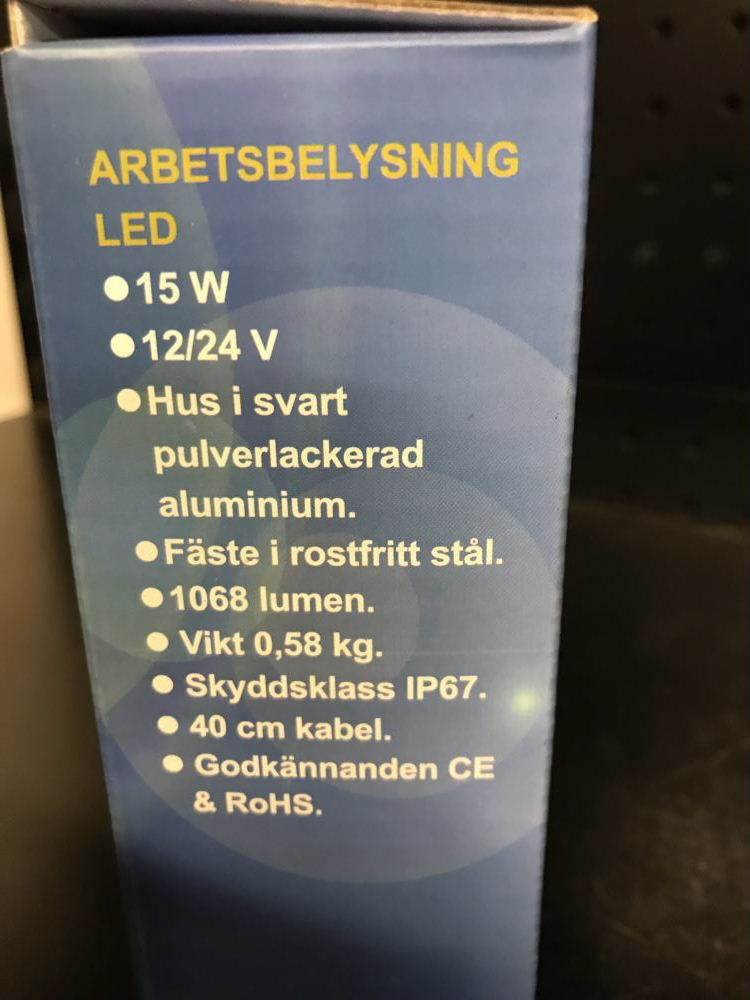 ARBETSBELYSNING
LED
●15 W
●12/24 V
●Hus i svart
pulverlackerad
aluminium.
●Fäste i rostfritt stål.
●1068 lumen.
● Vikt 0,58 kg.
● Skyddsklass IP67.
● 40 cm kabel.
● Godkännanden CE
& RoHS.